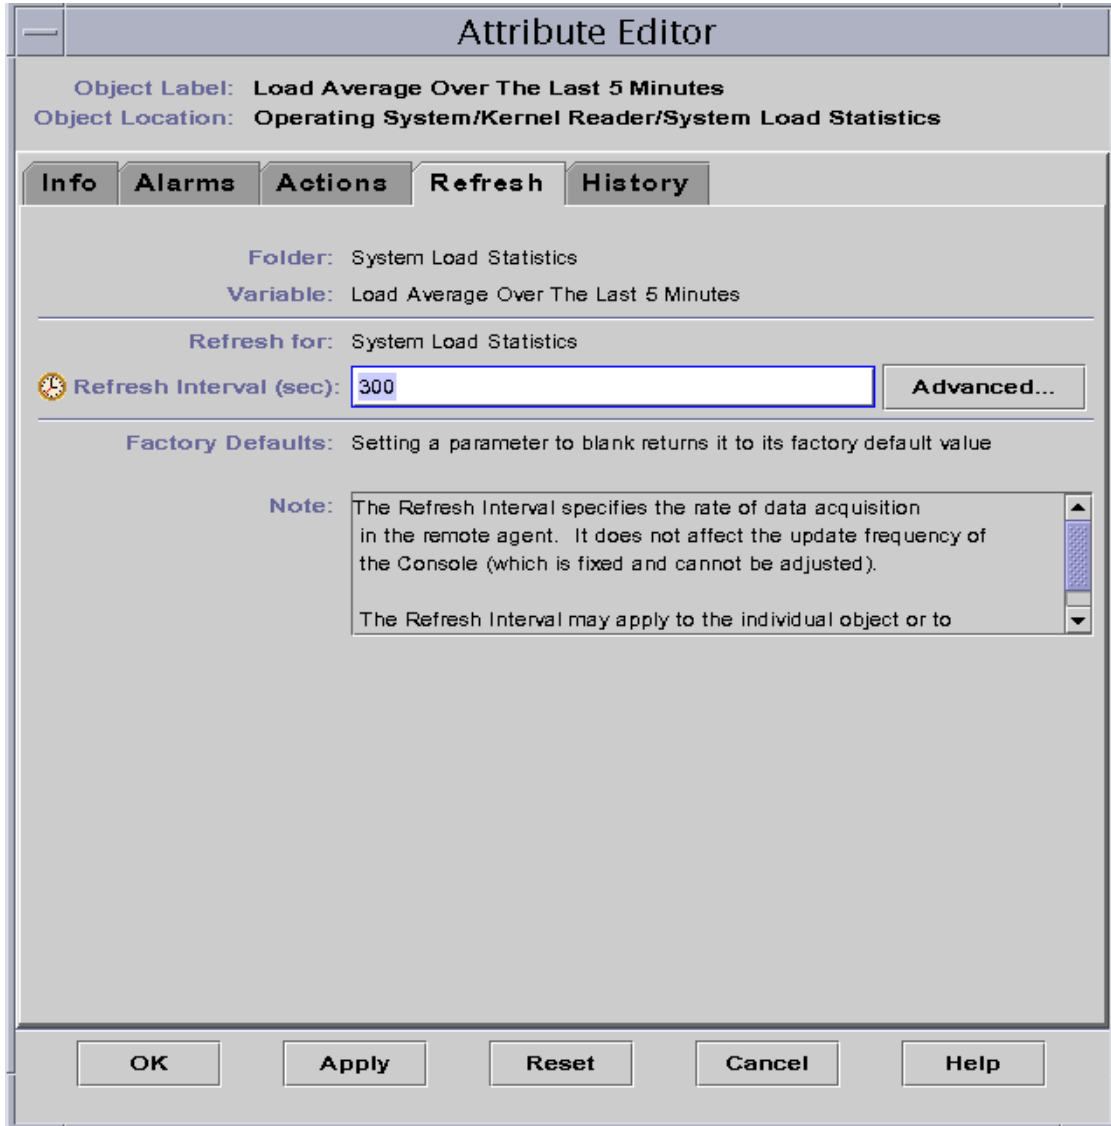 Attribute Editor
Object Label: Load Average Over The Last 5 Minutes
Object Location: Operating System/Kernel Reader/System Load Statistics
Info Alarms Actions Refresh History
Folder: System Load Statistics
Variable: Load Average Over The Last 5 Minutes
Refresh for: System Load Statistics
Refresh Interval (sec): 300 Advanced...
Factory Defaults: Setting a parameter to blank returns it to its factory default value
Note: The Refresh Interval specifies the rate of data acquisition
in the remote agent. It does not affect the update frequency of
the Console (which is fixed and cannot be adjusted).
The Refresh Interval may apply to the individual object or to
OK Apply Reset Cancel Help